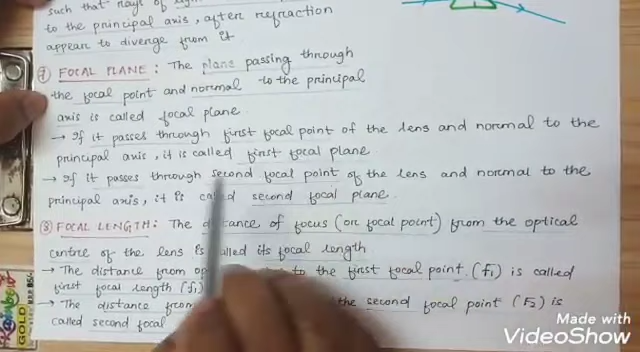 such that rays of
to the principal axis, after refraction
appear to diverge from it
⑦ FOCAL PLANE: The plane passing through
the focal point and normal to the principal
axis is called focal plane.
→ If it passes through first focal point of the lens and normal to the
principal axis, it is called first focal plane.
→ If it passes through second focal point of the lens and normal to the
principal axis, it is called second focal plane.
⑧ FOCAL LENGTH: The distance of focus (or focal point) from the optical
centre of the lens is called its focal length
→ The distance from to the first focal point (f1) is called
first focal length (f1)
→ The distance from the second focal point (F2) is
called second focal
GOLD
Made with
VideoShow